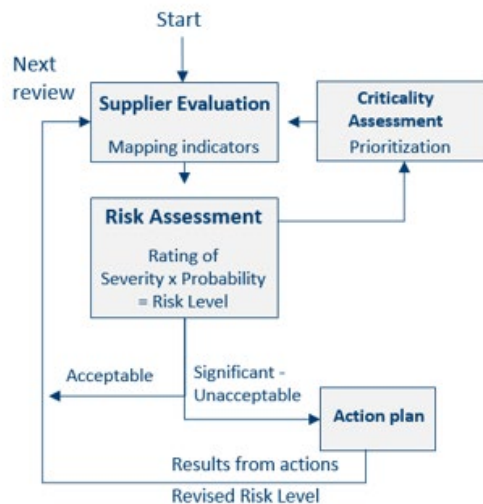 Start
Next
review
Supplier Evaluation
Mapping indicators
Criticality
Assessment
Prioritization
Risk Assessment
Rating of
Severity x Probability
= Risk Level
Acceptable
Significant -
Unacceptable
Action plan
Results from actions
Revised Risk Level